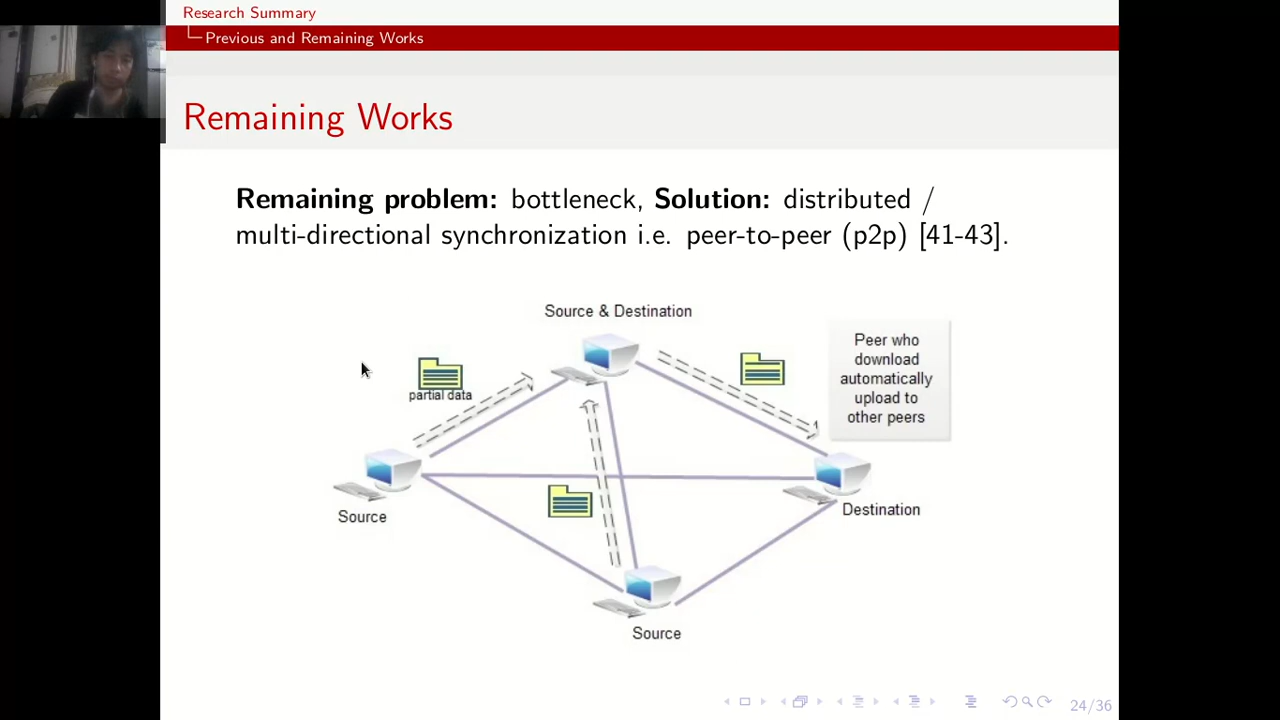 Research Summary
Previous and Remaining Works
Remaining Works
Remaining problem: bottleneck, Solution: distributed /
multi-directional synchronization i.e. peer-to-peer (p2p) [41-43].
Source & Destination
Peer who
download
automatically
upload to
other peers
partial data
Source
Destination
Source
24/36